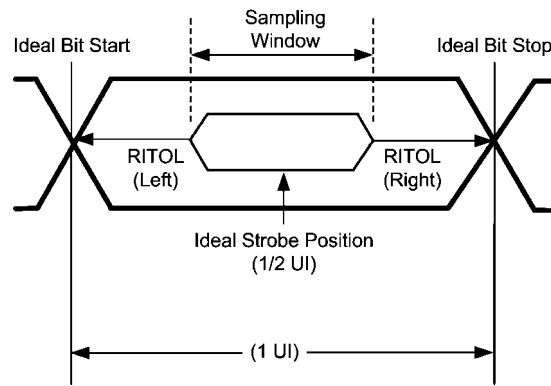 Sampling
Window
Ideal Bit Start
Ideal Bit Stop
RITOL
(Left)
RITOL
(Right)
Ideal Strobe Position
(1/2 UI)
(1 UI)